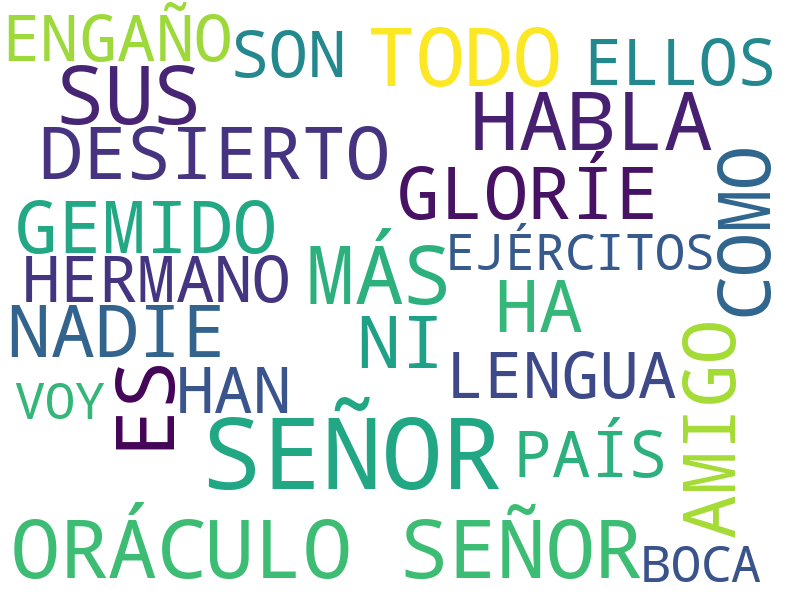 ENGAÑO SON TODO ELLOS
SUS HABLA
DESIERTO GLORÍE COMO
GEMIDO MÁS EJÉRCITOS
HERMANO HA
NADIE NI LENGUA AMIGO
VOY ES HAN
SEÑOR PAÍS
ORÁCULO SEÑOR BOCA